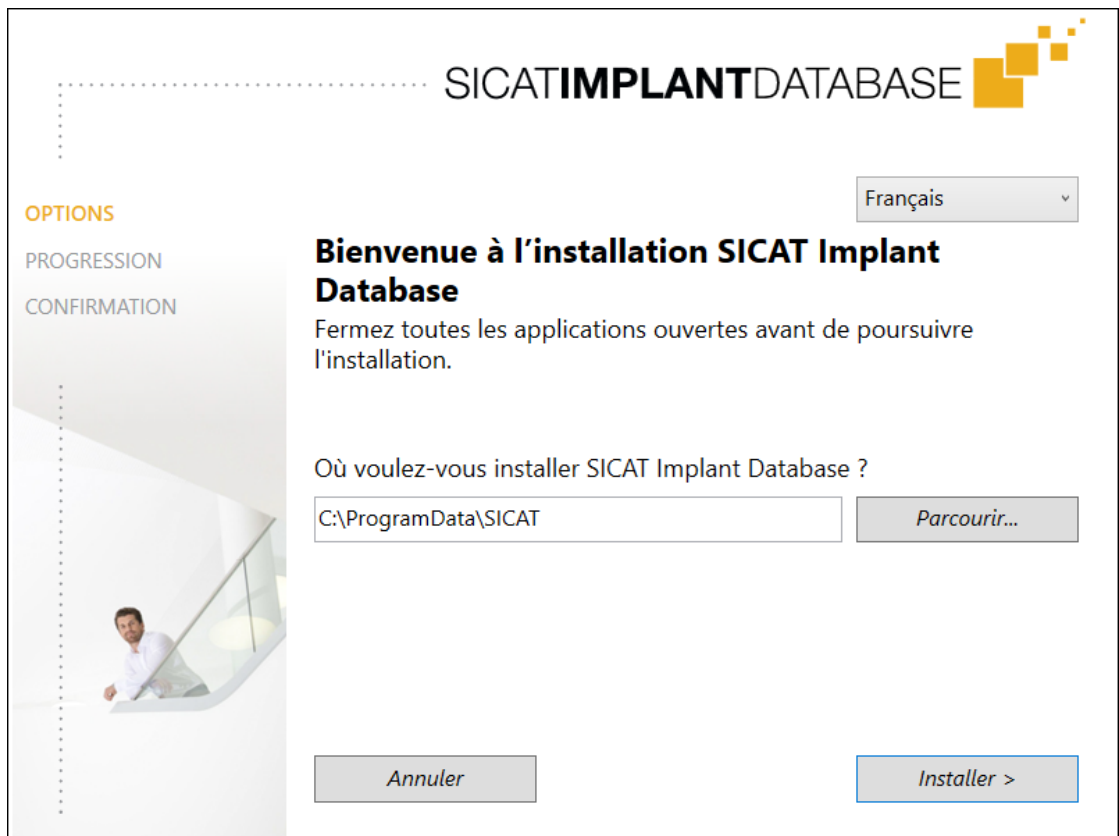 SICATIMPLANTDATABASE
Français
OPTIONS
PROGRESSION
CONFIRMATION
Bienvenue à l’installation SICAT Implant
Database
Fermez toutes les applications ouvertes avant de poursuivre
l'installation.
Où voulez-vous installer SICAT Implant Database ?
C:\ProgramData\SICAT
Parcourir...
Annuler
Installer >